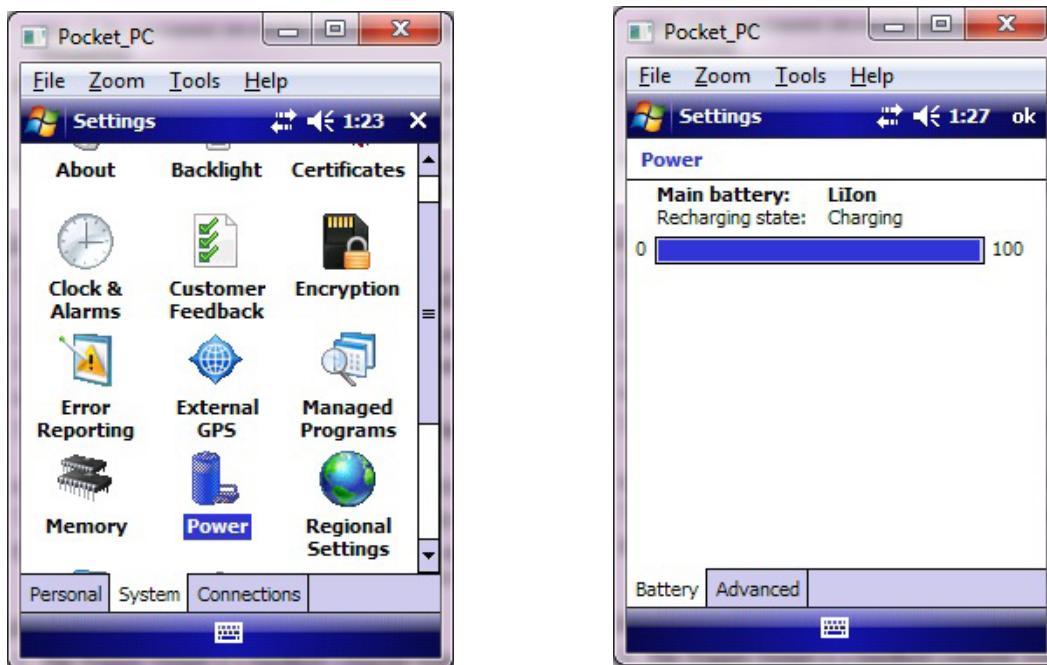 Pocket_PC
File Zoom Tools Help
Settings 1:23
About Backlight Certificates
Clock & Customer Encryption
Alarms Feedback
Error External Managed
Reporting GPS Programs
Memory Power Regional
Settings
Personal System Connections
Pocket_PC
File Zoom Tools Help
Settings 1:27 ok
Power
Main battery: LiIon
Recharging state: Charging
0 100
Battery Advanced